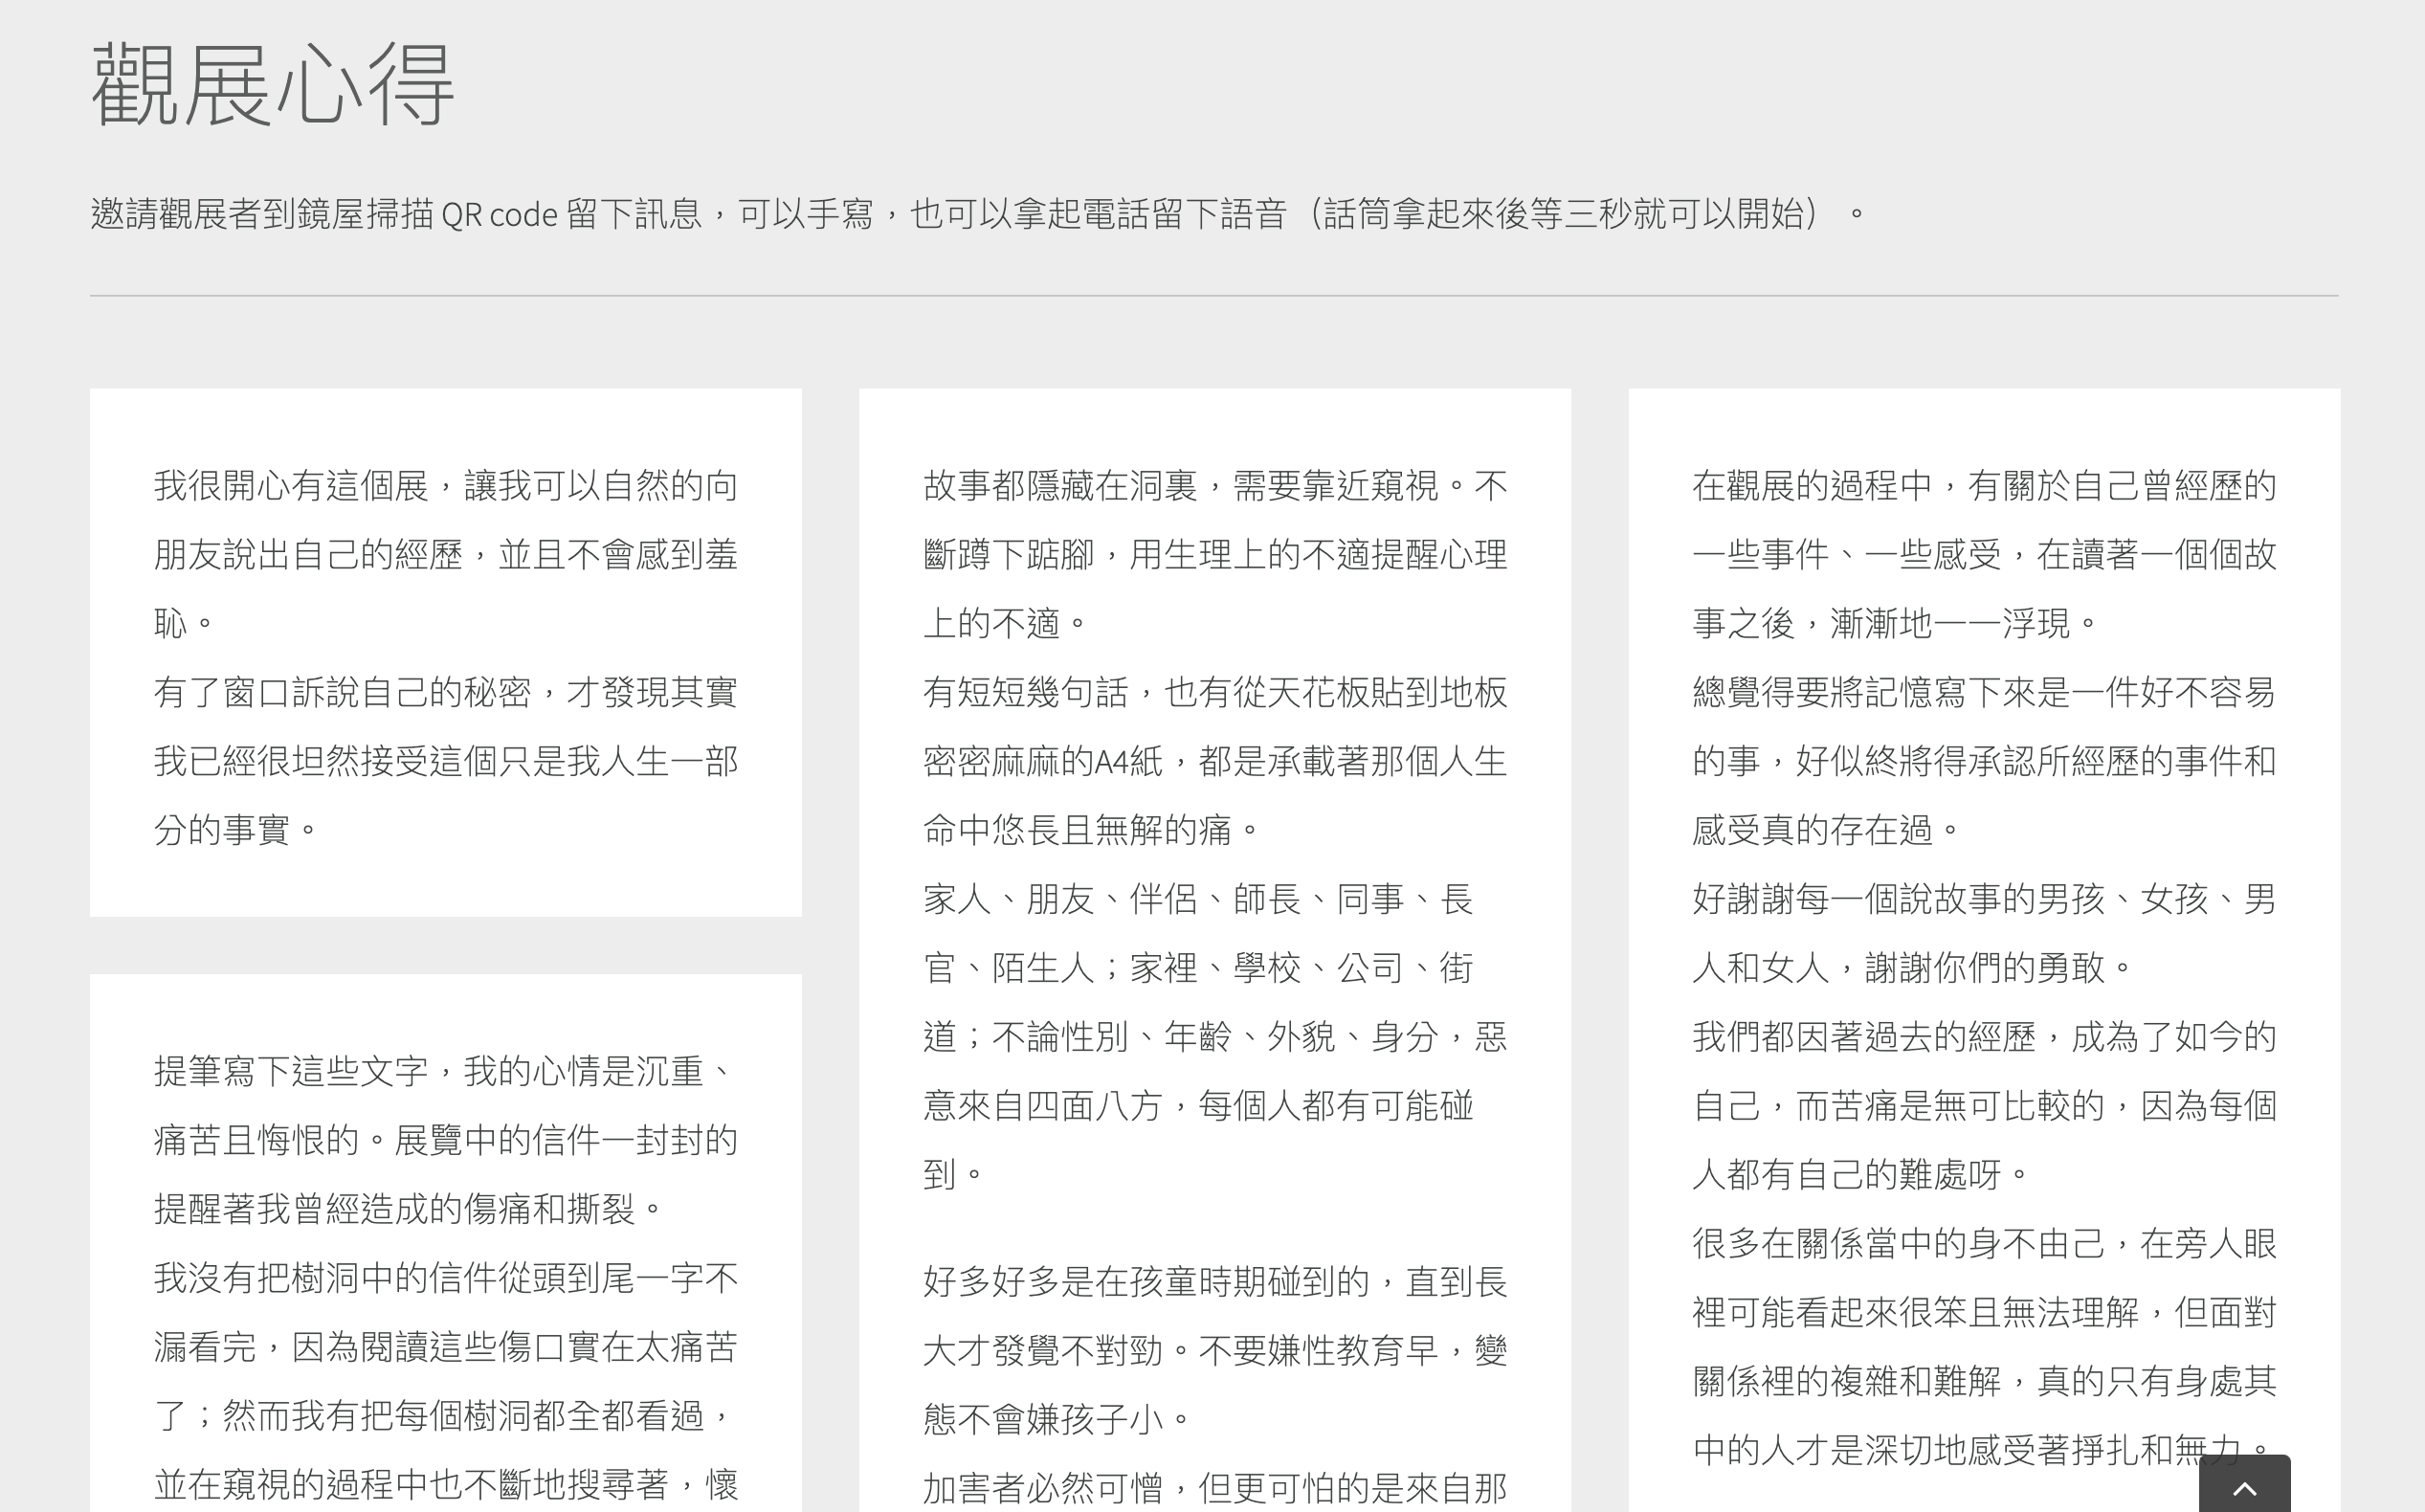 觀展心得
邀請觀展者到鏡屋掃描 QR code 留下訊息，可以手寫，也可以拿起電話留下語音（話筒拿起來後等三秒就可以開始）。
我很開心有這個展，讓我可以自然的向
朋友說出自己的經歷，並且不會感到羞
恥。
有了窗口訴說自己的秘密，才發現其實
我已經很坦然接受這個只是我人生一部
分的事實。
提筆寫下這些文字，我的心情是沉重、
痛苦且悔恨的。展覽中的信件一封封的
提醒著我曾經造成的傷痛和撕裂。
我沒有把樹洞中的信件從頭到尾一字不
漏看完，因為閱讀這些傷口實在太痛苦
了；然而我有把每個樹洞都全都看過，
並在窺視的過程中也不斷地搜尋著，懷
故事都隱藏在洞裏，需要靠近窺視。不
斷蹲下踮腳，用生理上的不適提醒心理
上的不適。
有短短幾句話，也有從天花板貼到地板
密密麻麻的A4紙，都是承載著那個人生
命中悠長且無解的痛。
家人、朋友、伴侶、師長、同事、長
官、陌生人；家裡、學校、公司、街
道；不論性別、年齡、外貌、身分，惡
意來自四面八方，每個人都有可能碰
到。
好多好多是在孩童時期碰到的，直到長
大才發覺不對勁。不要嫌性教育早，變
態不會嫌孩子小。
加害者必然可憎，但更可怕的是來自那
在觀展的過程中，有關於自己曾經歷的
一些事件、一些感受，在讀著一個個故
事之後，漸漸地一一浮現。
總覺得要將記憶寫下來是一件好不容易
的事，好似終將得承認所經歷的事件和
感受真的存在過。
好謝謝每一個說故事的男孩、女孩、男
人和女人，謝謝你們的勇敢。
我們都因著過去的經歷，成為了如今的
自己，而苦痛是無可比較的，因為每個
人都有自己的難處呀。
很多在關係當中的身不由己，在旁人眼
裡可能看起來很笨且無法理解，但面對
關係裡的複雜和難解，真的只有身處其
中的人才是深切地感受著掙扎和無力。